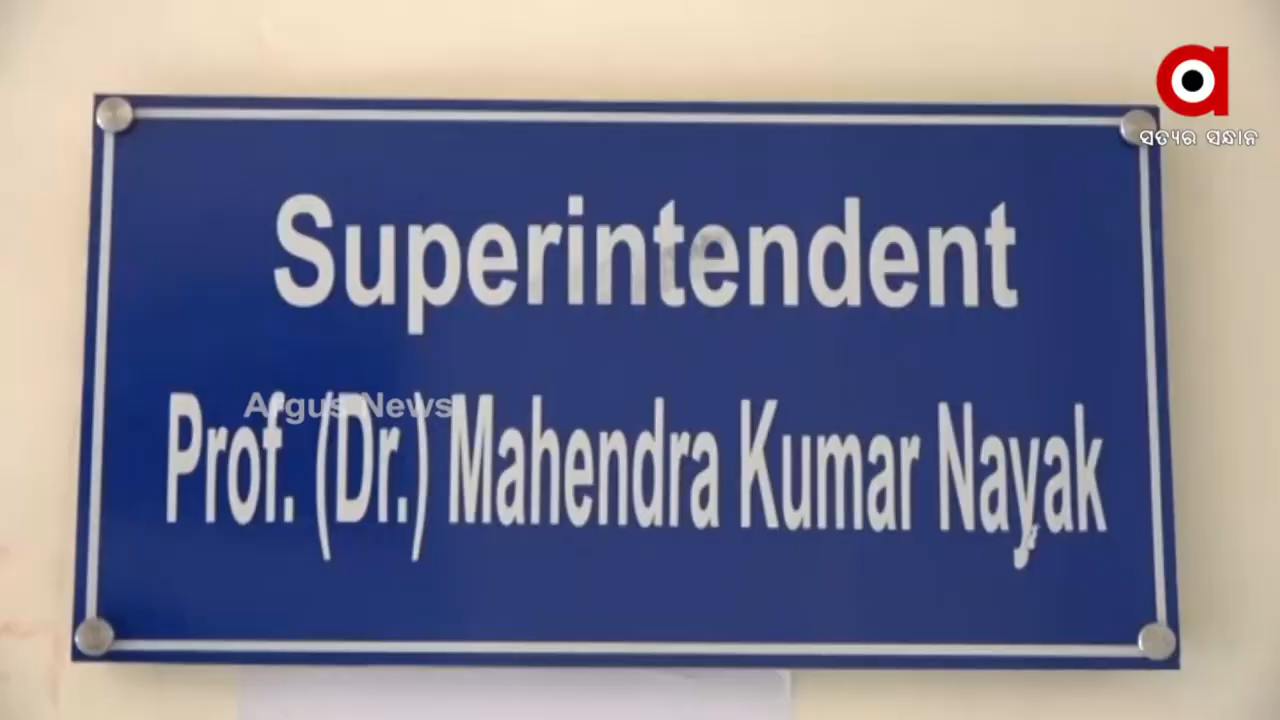 ସତ୍ୟର ସନ୍ଧାନ
Superintendent
Argus News
Prof. (Dr.) Mahendra Kumar Nayak